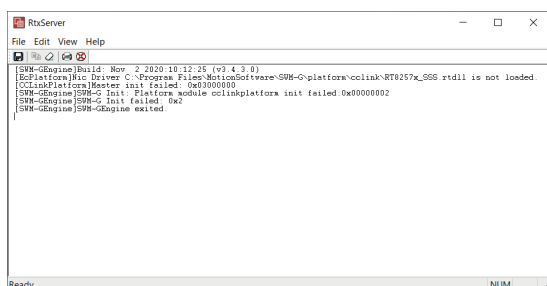 RtxServer
File Edit View Help
[SWM-GEngine]Build: Nov  2 2020:10:12:25 (v3.4.3.0)
[EcPlatform]Nic Driver C:\Program Files\MotionSoftware\SWM-G\platform\cclink\RT8257x_SSS.rtdll is not loaded.
[CCLinkPlatform]Master init failed: 0x03000000
[SWM-GEngine]SWM-G Init: Platform module cclinkplatform init failed:0x00000002
[SWM-GEngine]SWM-G Init failed: 0x2
[SWM-GEngine]SWM-GEngine exited.
Ready NUM